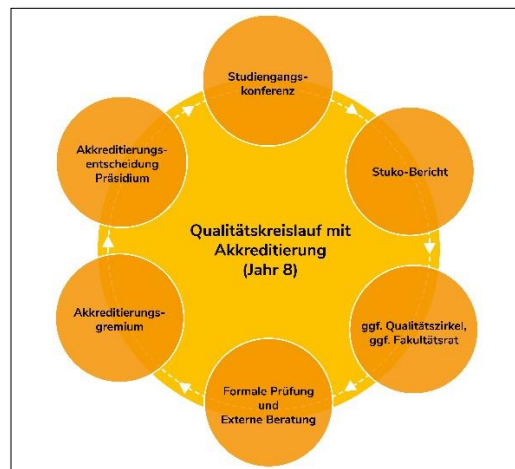 Studiengangs-
konferenz
Stuko-Bericht
ggf. Qualitätszirkel,
ggf. Fakultätsrat
Formale Prüfung
und
Externe Beratung
Akkreditierungs-
gremium
Akkreditierungs-
entscheidung
Präsidium
Qualitätskreislauf mit
Akkreditierung
(Jahr 8)